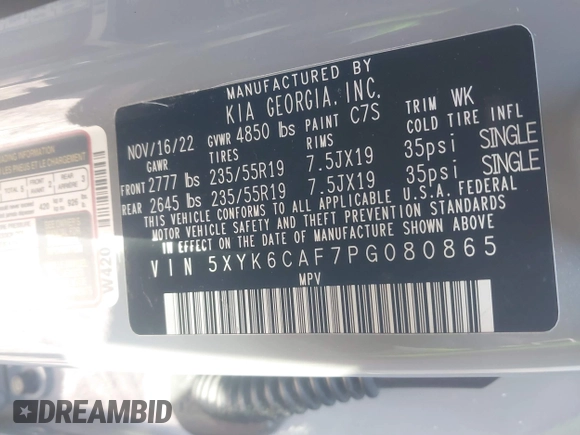 MANUFACTURED BY
KIA GEORGIA, INC.
NOV/16/22 GVWR 4850 lbs PAINT C7S TRIM WK
GAWR TIRES RIMS COLD TIRE INFL
FRONT 2777 lbs 235/55R19 7.5JX19 35psi SINGLE
REAR 2645 lbs 235/55R19 7.5JX19 35psi SINGLE
THIS VEHICLE CONFORMS TO ALL APPLICABLE U.S.A. FEDERAL
MOTOR VEHICLE SAFETY STANDARDS
IN EFFECT ON THE DATE OF MANUFACTURE SHOWN ABOVE
VIN 5XYK6CAF7PG080865
MPV
W420
DREAMBID